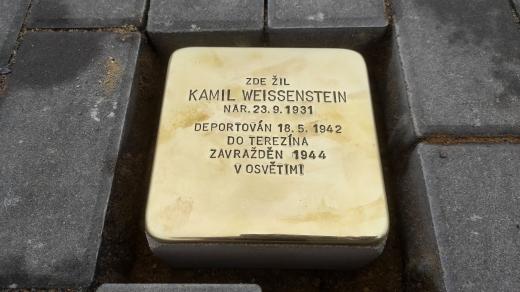 ZDE ŽIL
KAMIL WEISSENSTEIN
NAR. 23.9.1931
DEPORTOVÁN 18.5.1942
DO TEREZÍNA
ZAVRAŽDĚN 1944
V OSVĚTIMI